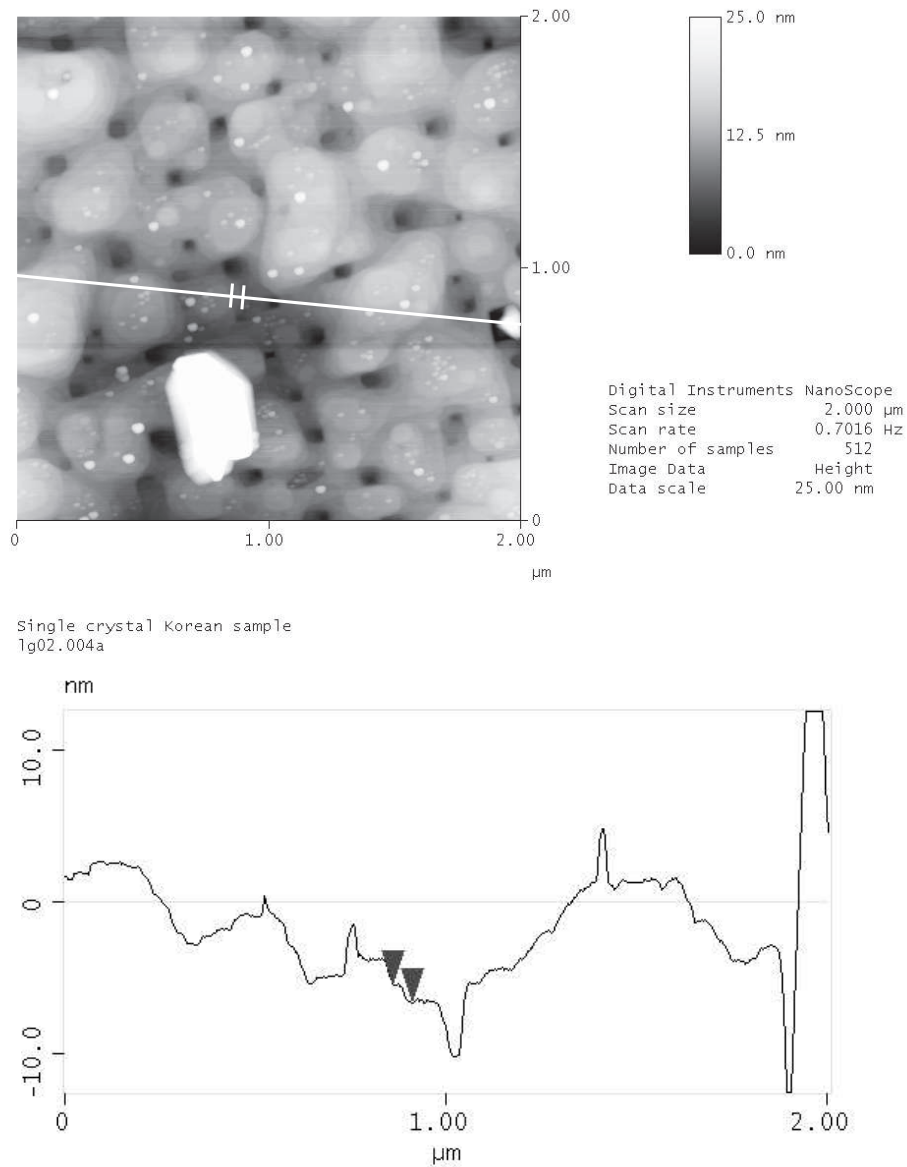 2.00
25.0 nm
12.5 nm
1.00
0.0 nm
Digital Instruments NanoScope
Scan size 2.000 µm
Scan rate 0.7016 Hz
Number of samples 512
Image Data Height
Data scale 25.00 nm
0
0 1.00 2.00
µm
Single crystal Korean sample
lg02.004a
nm
10.0
0
-10.0
0 1.00 2.00
µm